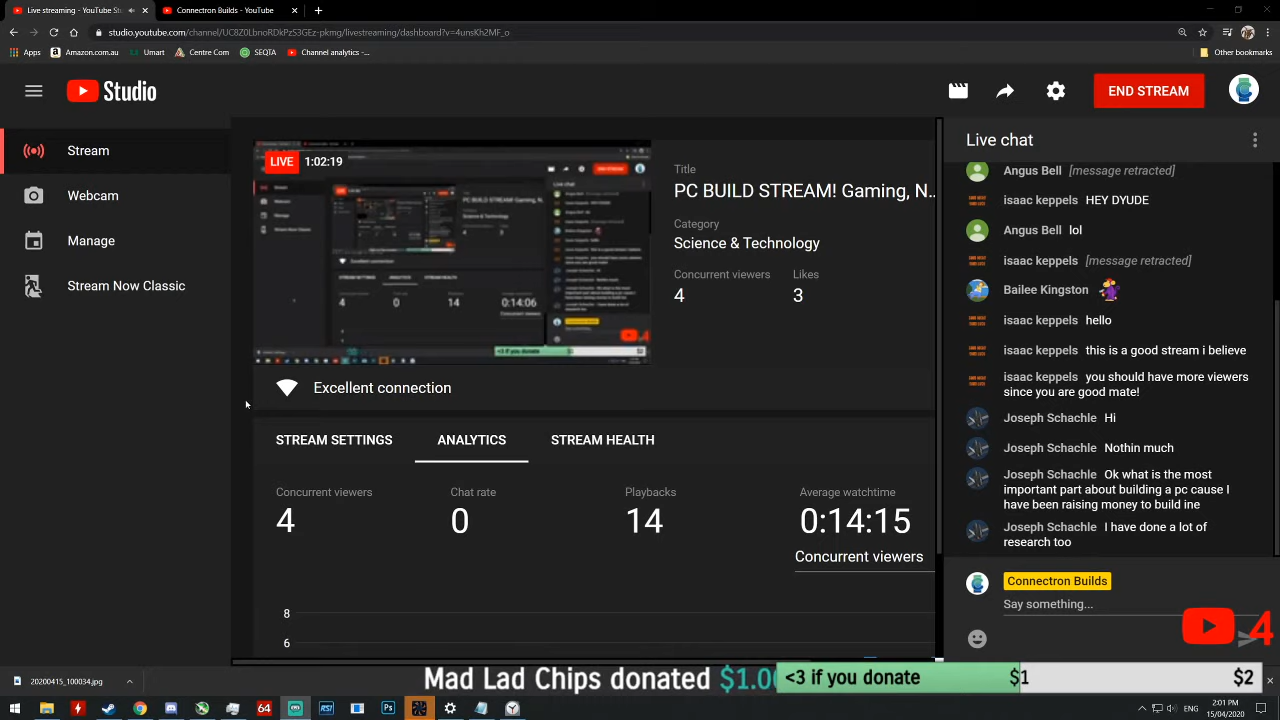 Live streaming - YouTube St
Connectron Builds - YouTube
studio.youtube.com/channel/UC8Z0LbnoRDkPzS3GEz-pkmg/livestreaming/dashboard?v=4unsKh2MF_o
Apps
Amazon.com.au
Umart
Centre Com
SEQTA
Channel analytics -...
Other bookmarks
Studio
END STREAM
Stream
Webcam
Manage
Stream Now Classic
LIVE 1:02:19
Excellent connection
Title
PC BUILD STREAM! Gaming, N...
Category
Science & Technology
Concurrent viewers
4
Likes
3
STREAM SETTINGS
ANALYTICS
STREAM HEALTH
Concurrent viewers
4
Chat rate
0
Playbacks
14
Average watchtime
0:14:15
Concurrent viewers
8
6
Live chat
Angus Bell [message retracted]
isaac keppels HEY DYUDE
Angus Bell lol
isaac keppels [message retracted]
Bailee Kingston
isaac keppels hello
isaac keppels this is a good stream i believe
isaac keppels you should have more viewers
since you are good mate!
Joseph Schachle Hi
Joseph Schachle Nothin much
Joseph Schachle Ok what is the most
important part about building a pc cause I
have been raising money to build ine
Joseph Schachle I have done a lot of
research too
Connectron Builds
Say something...
4
Mad Lad Chips donated $1.00
<3 if you donate
$1
$2
20200415_100034.jpg
64
RST
Ps
ENG
2:01 PM
15/04/2020